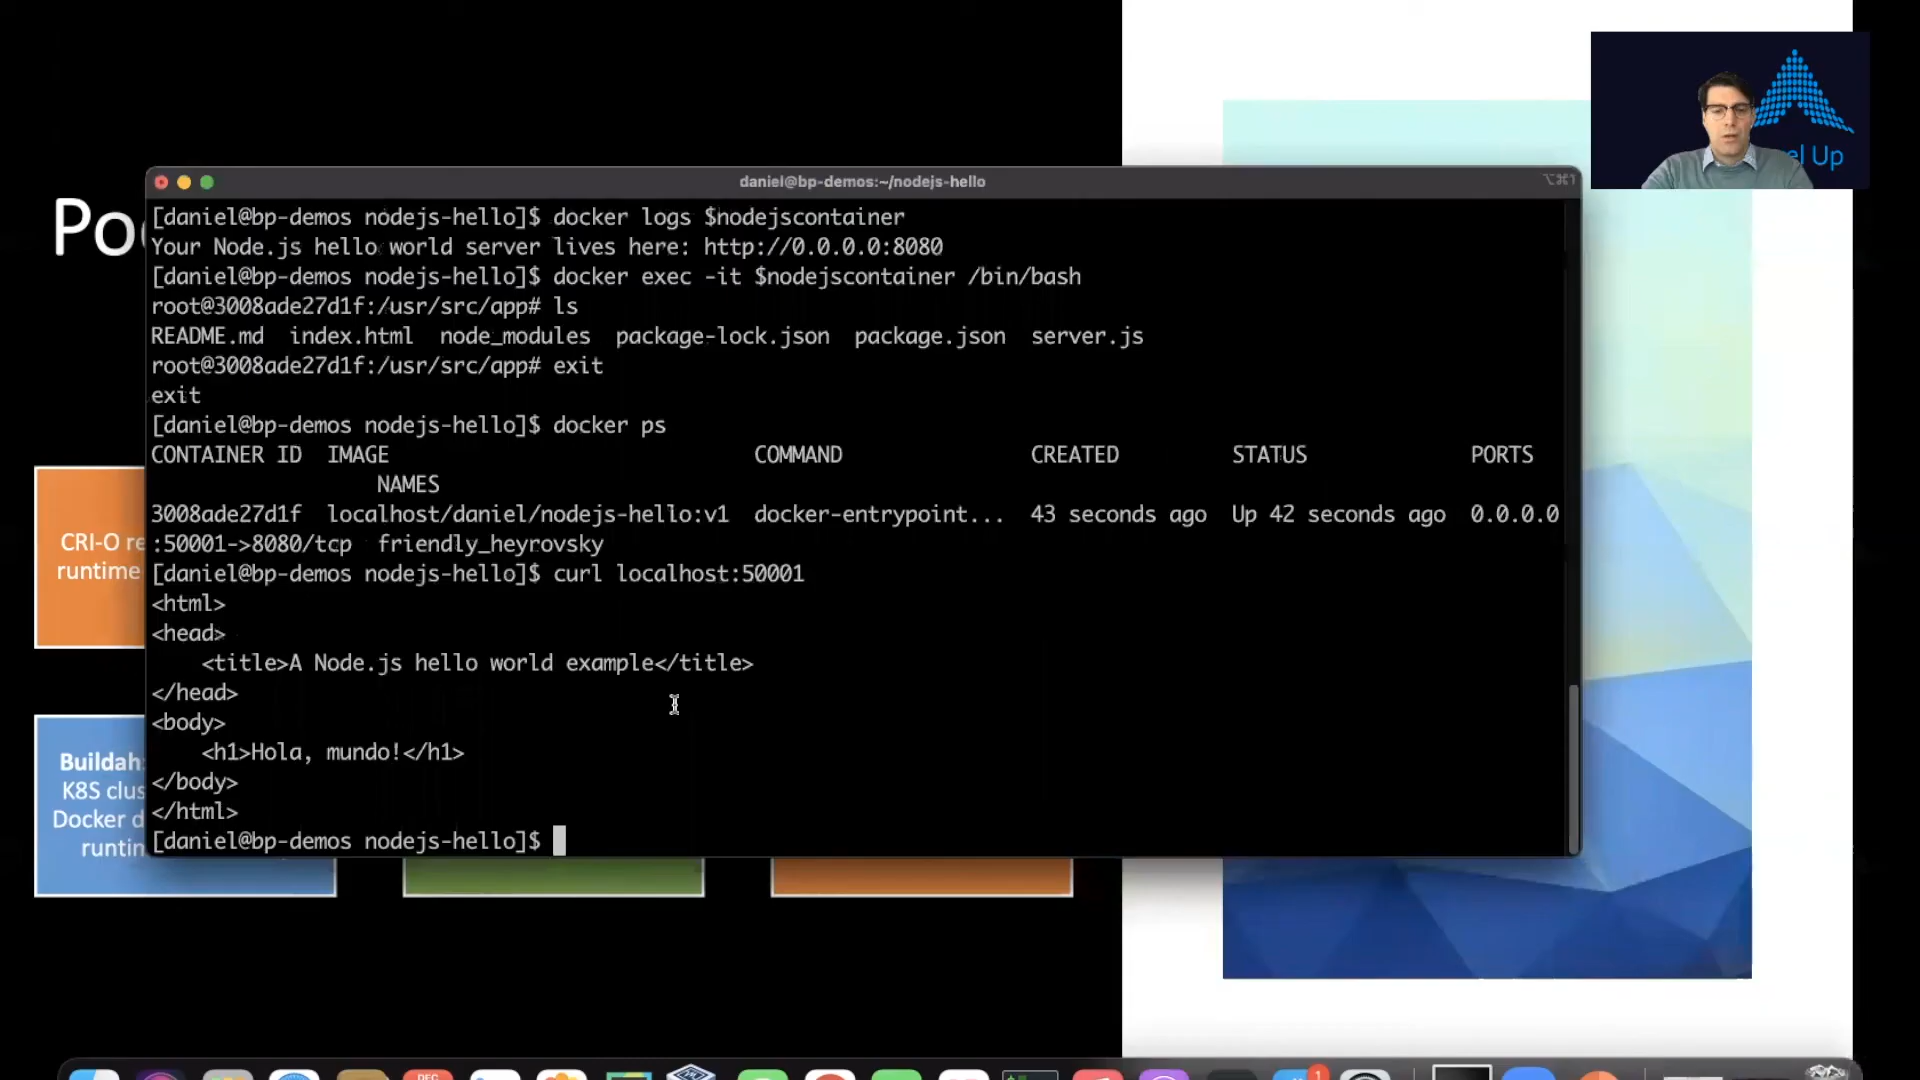 el Up
daniel@bp-demos:~/nodejs-hello
⌥⌘1
[daniel@bp-demos nodejs-hello]$ docker logs $nodejscontainer
Your Node.js hello world server lives here: http://0.0.0.0:8080
[daniel@bp-demos nodejs-hello]$ docker exec -it $nodejscontainer /bin/bash
root@3008ade27d1f:/usr/src/app# ls
README.md  index.html  node_modules  package-lock.json  package.json  server.js
root@3008ade27d1f:/usr/src/app# exit
exit
[daniel@bp-demos nodejs-hello]$ docker ps
CONTAINER ID  IMAGE                             COMMAND               CREATED         STATUS             PORTS
                  NAMES
3008ade27d1f  localhost/daniel/nodejs-hello:v1  docker-entrypoint...  43 seconds ago  Up 42 seconds ago  0.0.0.0
:50001->8080/tcp  friendly_heyrovsky
[daniel@bp-demos nodejs-hello]$ curl localhost:50001
<html>
<head>
    <title>A Node.js hello world example</title>
</head>
<body>
    <h1>Hola, mundo!</h1>
</body>
</html>
[daniel@bp-demos nodejs-hello]$
Po
CRI-O re
runtime
Buildah
K8S clus
Docker d
runtin
DEC
1